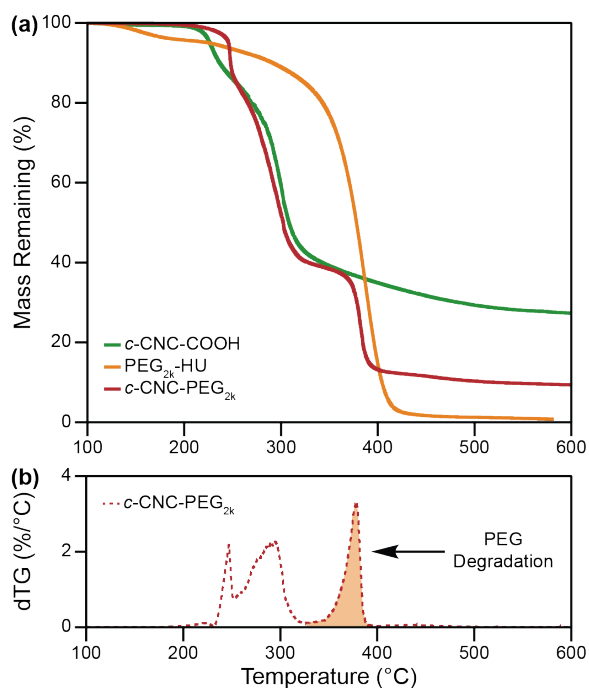 (a)
Mass Remaining (%)
100
80
60
40
20
0
c-CNC-COOH
PEG2k-HU
c-CNC-PEG2k
100
200
300
400
500
600
(b)
dTG (%/°C)
4
2
0
c-CNC-PEG2k
PEG
Degradation
100
200
300
400
500
600
Temperature (°C)